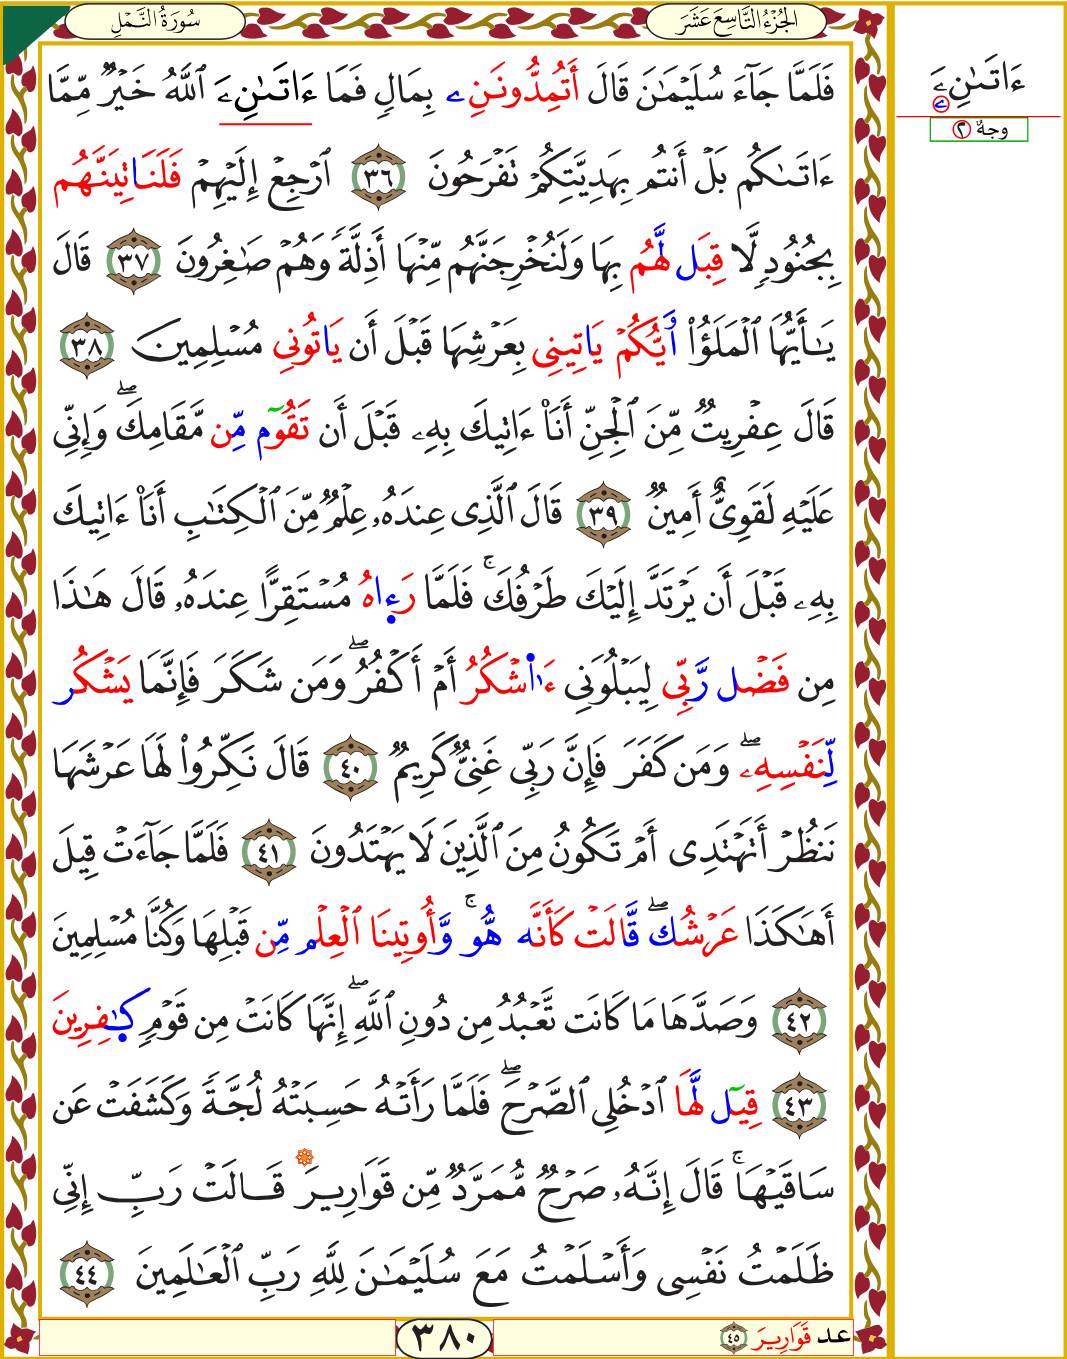 الجُزْءُ التَّاسِعَ عَشَرَ
سُورَةُ النَّمْلِ
فَلَمَّا جَآءَ سُلَيْمَٰنَ قَالَ أَتُمِدُّونَنِۦ بِمَالٍ فَمَا ءَاتَىٰنِۦَ ٱللَّهُ خَيْرٌ مِّمَّا
ءَاتَىٰكُم بَلْ أَنتُم بِهَدِيَّتِكُمْ تَفْرَحُونَ ٣٦ ٱرْجِعْ إِلَيْهِمْ فَلَنَاتِيَنَّهُم
بِجُنُودٍ لَّا قِبَل لَّهُم بِهَا وَلَنُخْرِجَنَّهُم مِّنْهَا أَذِلَّةً وَهُمْ صَٰغِرُونَ ٣٧ قَالَ
يَٰٓأَيُّهَا ٱلْمَلَؤُا۟ أَيُّكُمْ يَاتِينِى بِعَرْشِهَا قَبْلَ أَن يَاتُونِى مُسْلِمِينَ ٣٨
قَالَ عِفْرِيتٌ مِّنَ ٱلْجِنِّ أَنَا۠ ءَاتِيكَ بِهِۦ قَبْلَ أَن تَقُوٓم مِّن مَّقَامِكَۖ وَإِنِّى
عَلَيْهِ لَقَوِىٌّ أَمِينٌ ٣٩ قَالَ ٱلَّذِى عِندَهُۥ عِلْمٌ مِّنَ ٱلْكِتَٰبِ أَنَا۠ ءَاتِيكَ
بِهِۦ قَبْلَ أَن يَرْتَدَّ إِلَيْكَ طَرْفُكَۚ فَلَمَّا رَءِاهُ مُسْتَقِرًّا عِندَهُۥ قَالَ هَٰذَا
مِن فَضْل رَّبِّى لِيَبْلُوَنِى ءَا۬شْكُرُ أَمْ أَكْفُرُۖ وَمَن شَكَرَ فَإِنَّمَا يَشْكُر
لِّنَفْسِهِۦۖ وَمَن كَفَرَ فَإِنَّ رَبِّى غَنِىٌّ كَرِيمٌ ٤٠ قَالَ نَكِّرُوا۟ لَهَا عَرْشَهَا
نَنظُرْ أَتَهْتَدِى أَمْ تَكُونُ مِنَ ٱلَّذِينَ لَا يَهْتَدُونَ ٤١ فَلَمَّا جَآءَتْ قِيلَ
أَهَٰكَذَا عَرْشُكۖ قَّالَتْ كَأَنَّه هُّوۚ وَّأُوتِينَا ٱلْعِلْم مِّن قَبْلِهَا وَكُنَّا مُسْلِمِينَ
٤٢ وَصَدَّهَا مَا كَانَت تَّعْبُدُ مِن دُونِ ٱللَّهِۖ إِنَّهَا كَانَتْ مِن قَوْمٍ كَٰفِرِينَ
٤٣ قِيٓل لَّهَا ٱدْخُلِى ٱلصَّرْحَۖ فَلَمَّا رَأَتْهُ حَسِبَتْهُ لُجَّةً وَكَشَفَتْ عَن
سَاقَيْهَاۚ قَالَ إِنَّهُۥ صَرْحٌ مُّمَرَّدٌ مِّن قَوَارِيرَ قَالَتْ رَبِّ إِنِّى
ظَلَمْتُ نَفْسِى وَأَسْلَمْتُ مَعَ سُلَيْمَٰنَ لِلَّهِ رَبِّ ٱلْعَٰلَمِينَ ٤٤
عد قَوَارِيرَ ٤٥
٣٨٠
ءَاتَىٰنِۦَ
ے
وجهٌ ٢